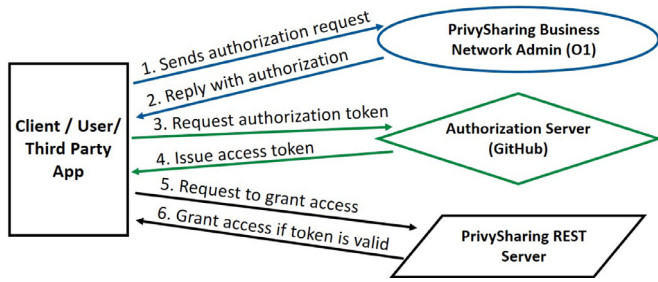 1. Sends authorization request
PrivySharing Business
Network Admin (O1)
2. Reply with authorization
Client / User/
Third Party
App
3. Request authorization token
Authorization Server
(GitHub)
4. Issue access token
5. Request to grant access
6. Grant access if token is valid
PrivySharing REST
Server